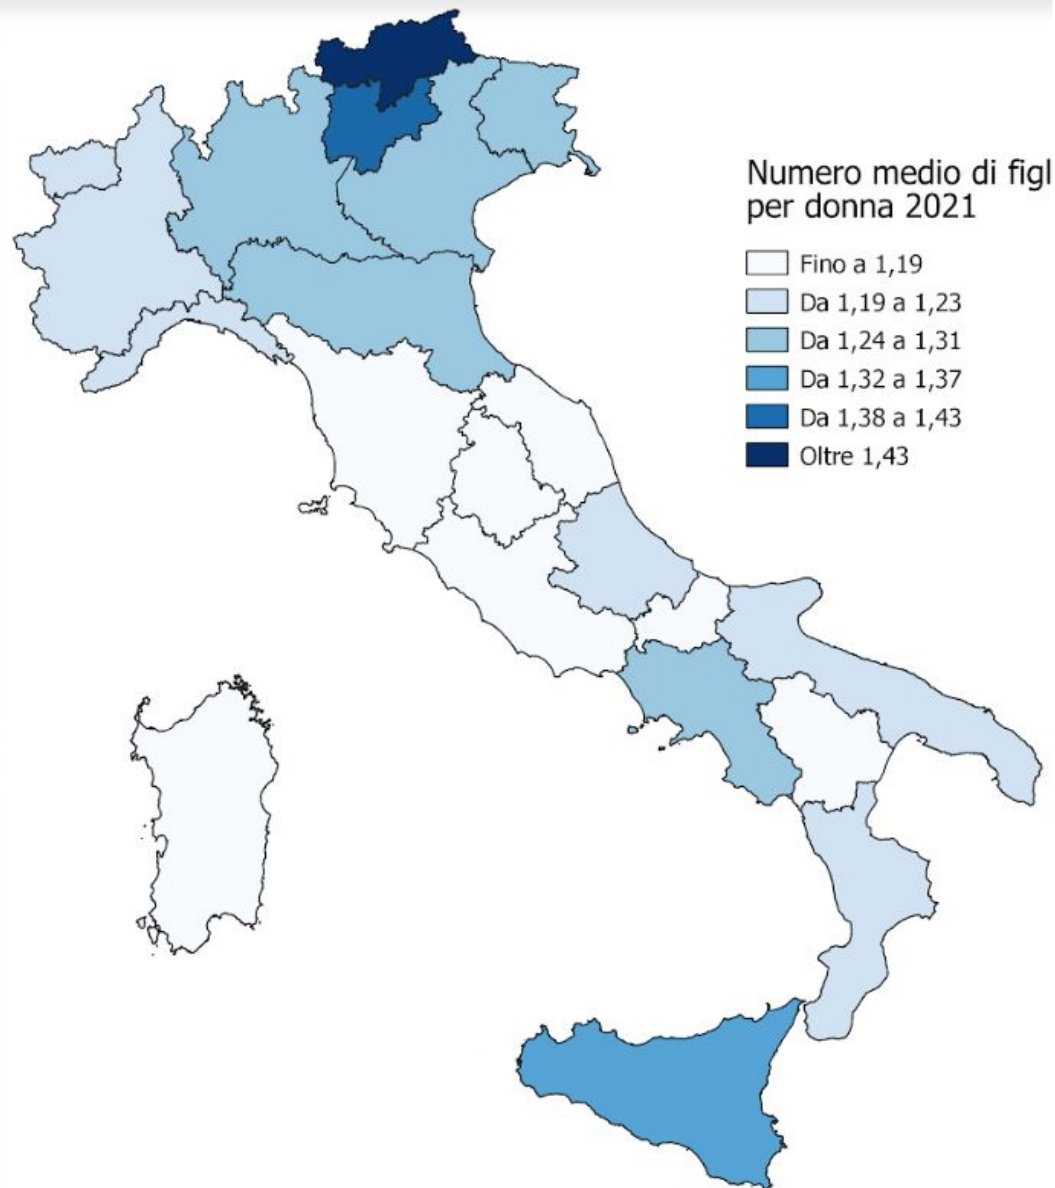 Numero medio di figl
per donna 2021
Fino a 1,19
Da 1,19 a 1,23
Da 1,24 a 1,31
Da 1,32 a 1,37
Da 1,38 a 1,43
Oltre 1,43